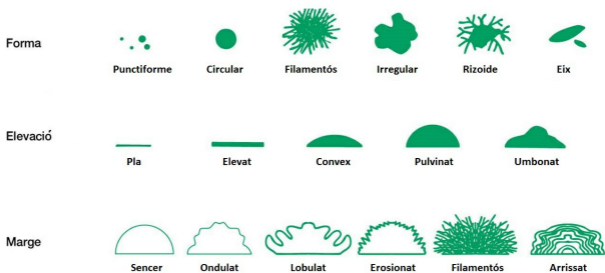 Forma
Punctiforme Circular Filamentós Irregular Rizoide Eix
Elevació
Pla Elevat Convex Pulvinat Umbonat
Marge
Sencer Ondulat Lobulat Erosionat Filamentós Arrissat